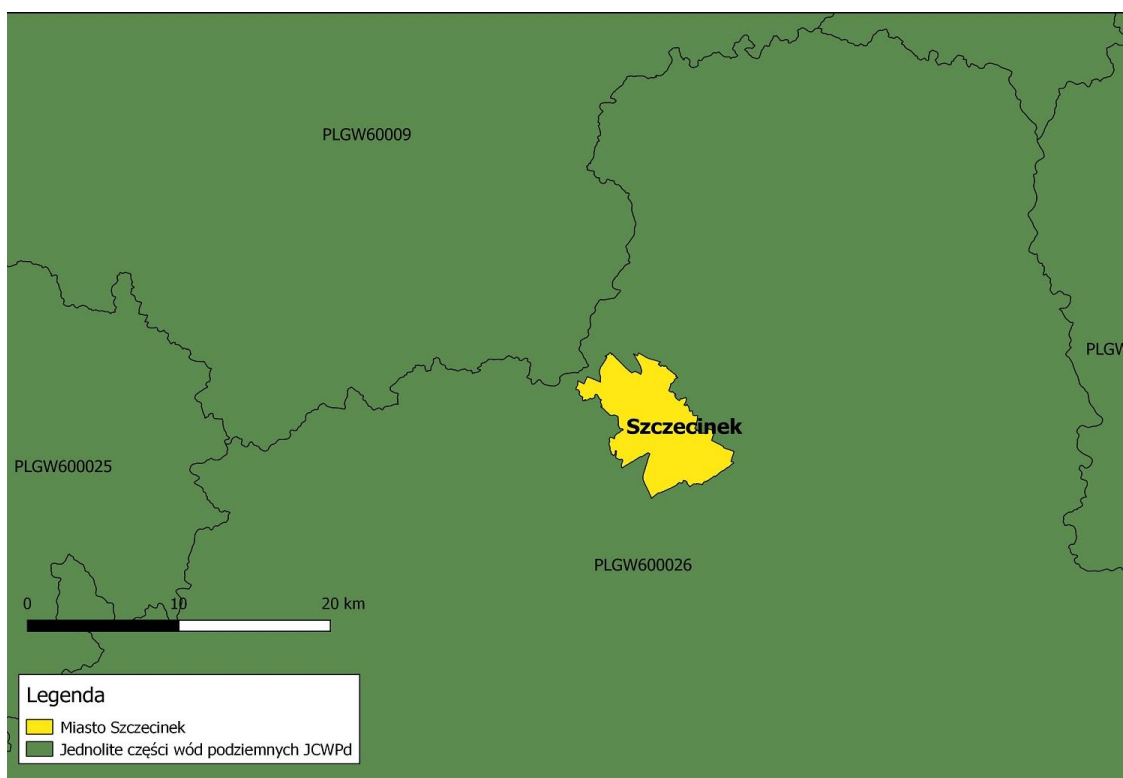 PLGW60009
PLGW
Szczecinek
PLGW600025
PLGW600026
0 10 20 km
Legenda
Miasto Szczecinek
Jednolite części wód podziemnych JCWPd